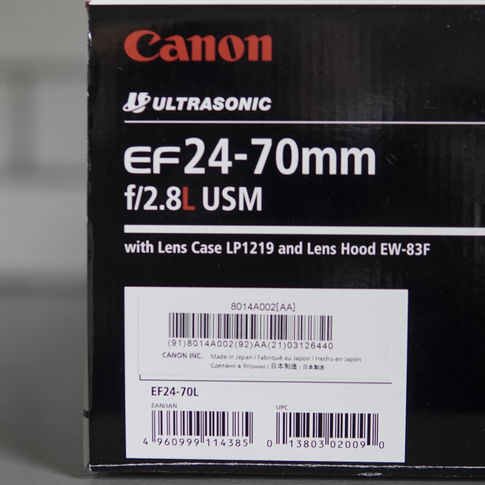 Canon
ULTRASONIC
EF24-70mm
f/2.8L USM
with Lens Case LP1219 and Lens Hood EW-83F
8014A002[AA]
(91)8014A002(92)AA(21)03126440
CANON INC. Made in Japan / Fabriqué au Japon / Hecho en Japón
Сделано в Японии / 日本制造 / 日本製造
EF24-70L
EAN/JAN UPC
4 960999 114385 0 13803 02009 0